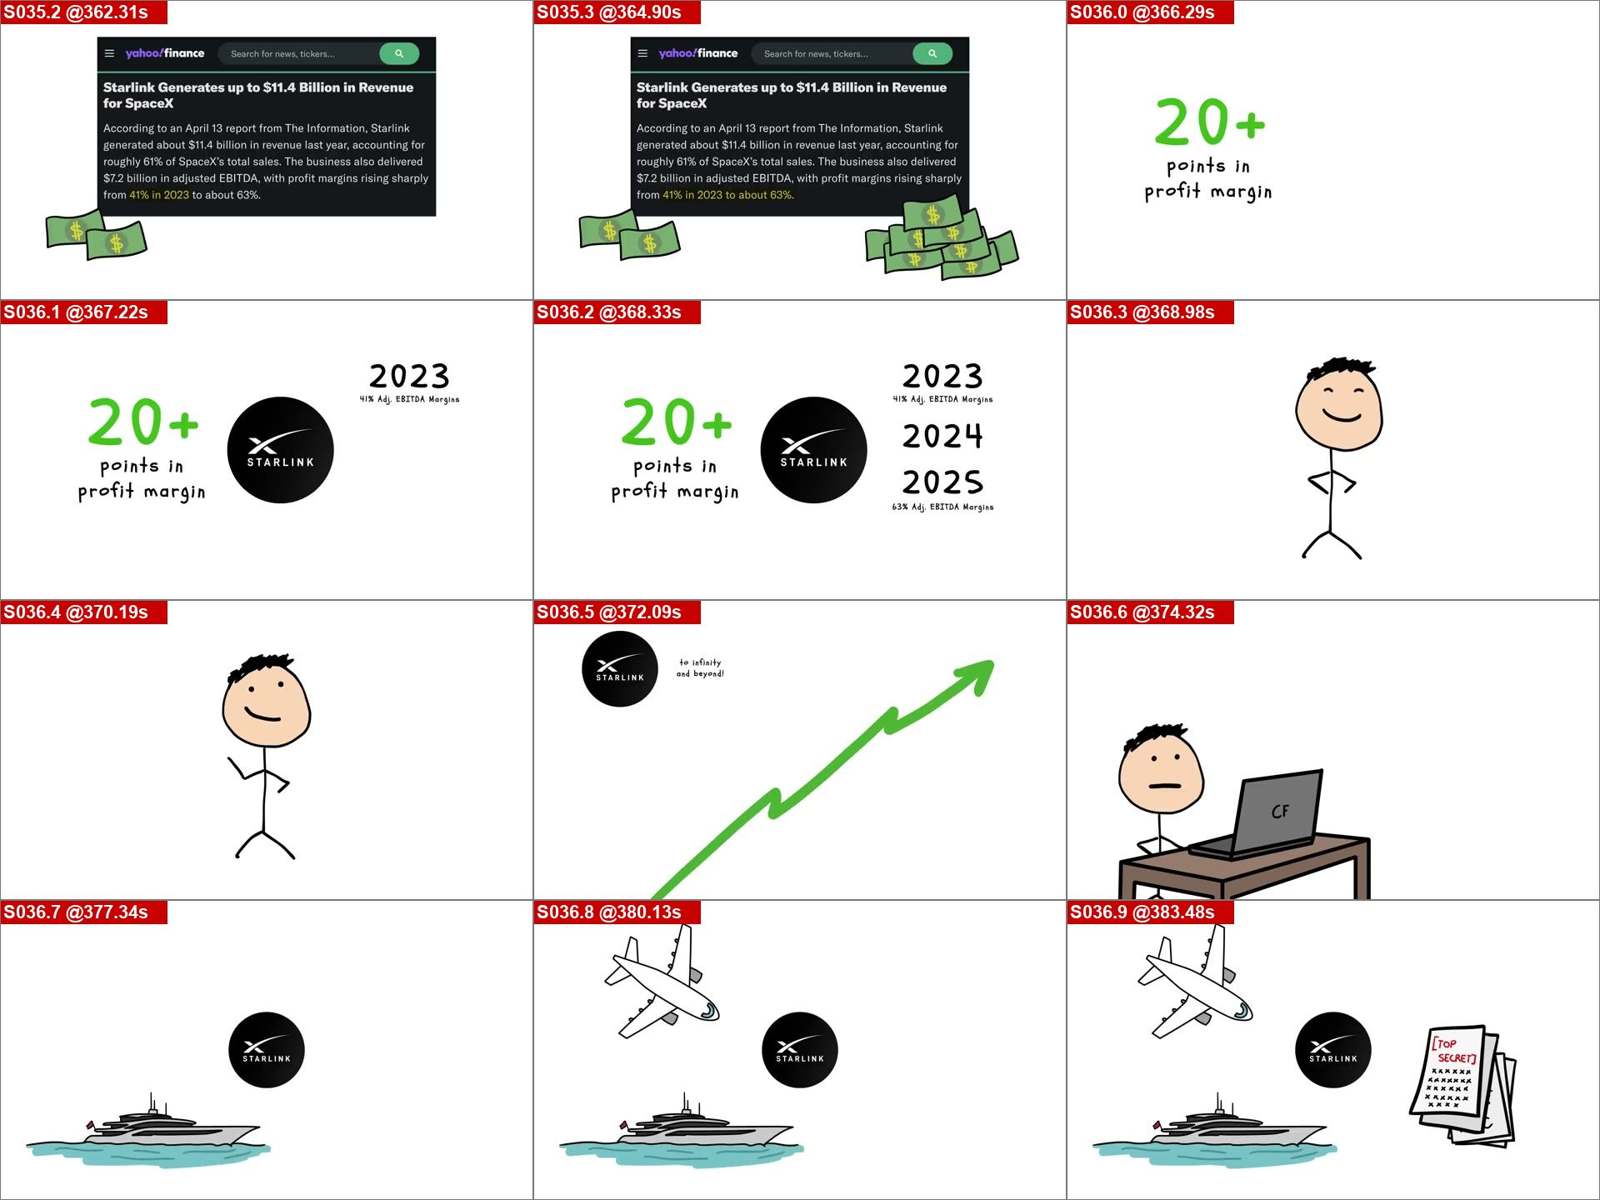 S035.2 @362.31s
yahoo!finance
Search for news, tickers...
Starlink Generates up to $11.4 Billion in Revenue
for SpaceX
According to an April 13 report from The Information, Starlink
generated about $11.4 billion in revenue last year, accounting for
roughly 61% of SpaceX's total sales. The business also delivered
$7.2 billion in adjusted EBITDA, with profit margins rising sharply
from 41% in 2023 to about 63%.
$
$
S035.3 @364.90s
yahoo!finance
Search for news, tickers...
Starlink Generates up to $11.4 Billion in Revenue
for SpaceX
According to an April 13 report from The Information, Starlink
generated about $11.4 billion in revenue last year, accounting for
roughly 61% of SpaceX's total sales. The business also delivered
$7.2 billion in adjusted EBITDA, with profit margins rising sharply
from 41% in 2023 to about 63%.
$
$
$
$
$
$
$
$
S036.0 @366.29s
20+
points in
profit margin
S036.1 @367.22s
20+
points in
profit margin
STARLINK
2023
41% Adj. EBITDA Margins
S036.2 @368.33s
20+
points in
profit margin
STARLINK
2023
41% Adj. EBITDA Margins
2024
2025
63% Adj. EBITDA Margins
S036.3 @368.98s
S036.4 @370.19s
S036.5 @372.09s
STARLINK
to infinity
and beyond!
S036.6 @374.32s
CF
S036.7 @377.34s
STARLINK
S036.8 @380.13s
STARLINK
S036.9 @383.48s
STARLINK
[TOP
SECRET]